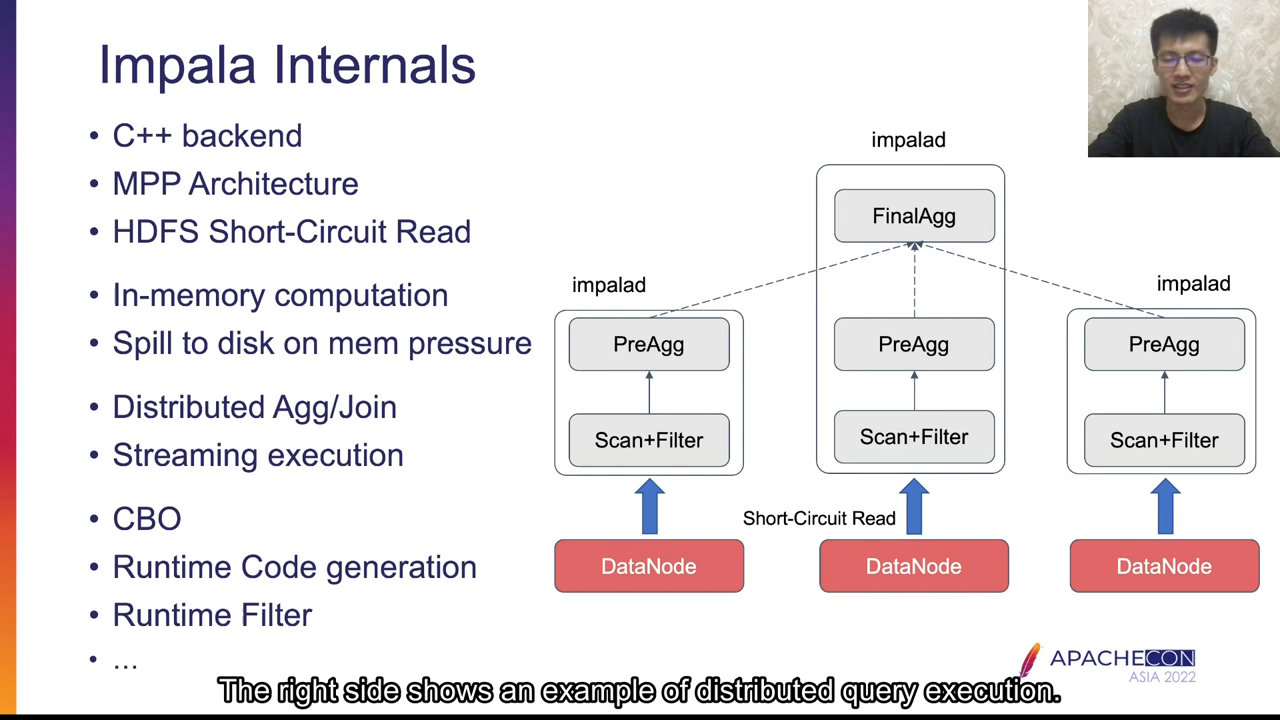 Impala Internals
• C++ backend
• MPP Architecture
• HDFS Short-Circuit Read
• In-memory computation
• Spill to disk on mem pressure
• Distributed Agg/Join
• Streaming execution
• CBO
• Runtime Code generation
• Runtime Filter
• ...
impalad
FinalAgg
impalad
impalad
PreAgg
PreAgg
PreAgg
Scan+Filter
Scan+Filter
Scan+Filter
Short-Circuit Read
DataNode
DataNode
DataNode
APACHECON
ASIA 2022
The right side shows an example of distributed query execution.